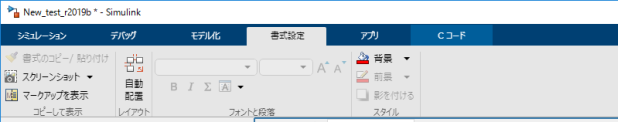 New_test_r2019b * - Simulink
シミュレーション デバッグ モデル化 書式設定 アプリ Cコード
書式のコピー/ 貼り付け
スクリーンショット
マークアップを表示
コピーして表示
自動
配置
レイアウト
A A
B I Σ A
フォントと段落
背景
前景
影を付ける
スタイル